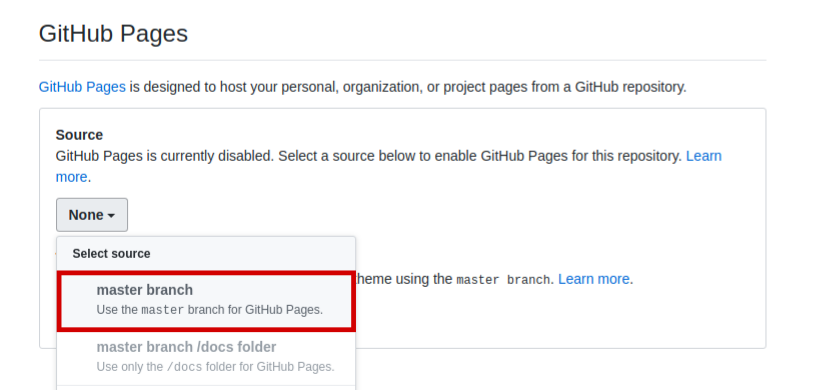 GitHub Pages
GitHub Pages is designed to host your personal, organization, or project pages from a GitHub repository.
Source
GitHub Pages is currently disabled. Select a source below to enable GitHub Pages for this repository. Learn
more.
None
Select source
master branch
Use the master branch for GitHub Pages.
heme using the master branch. Learn more.
master branch /docs folder
Use only the /docs folder for GitHub Pages.